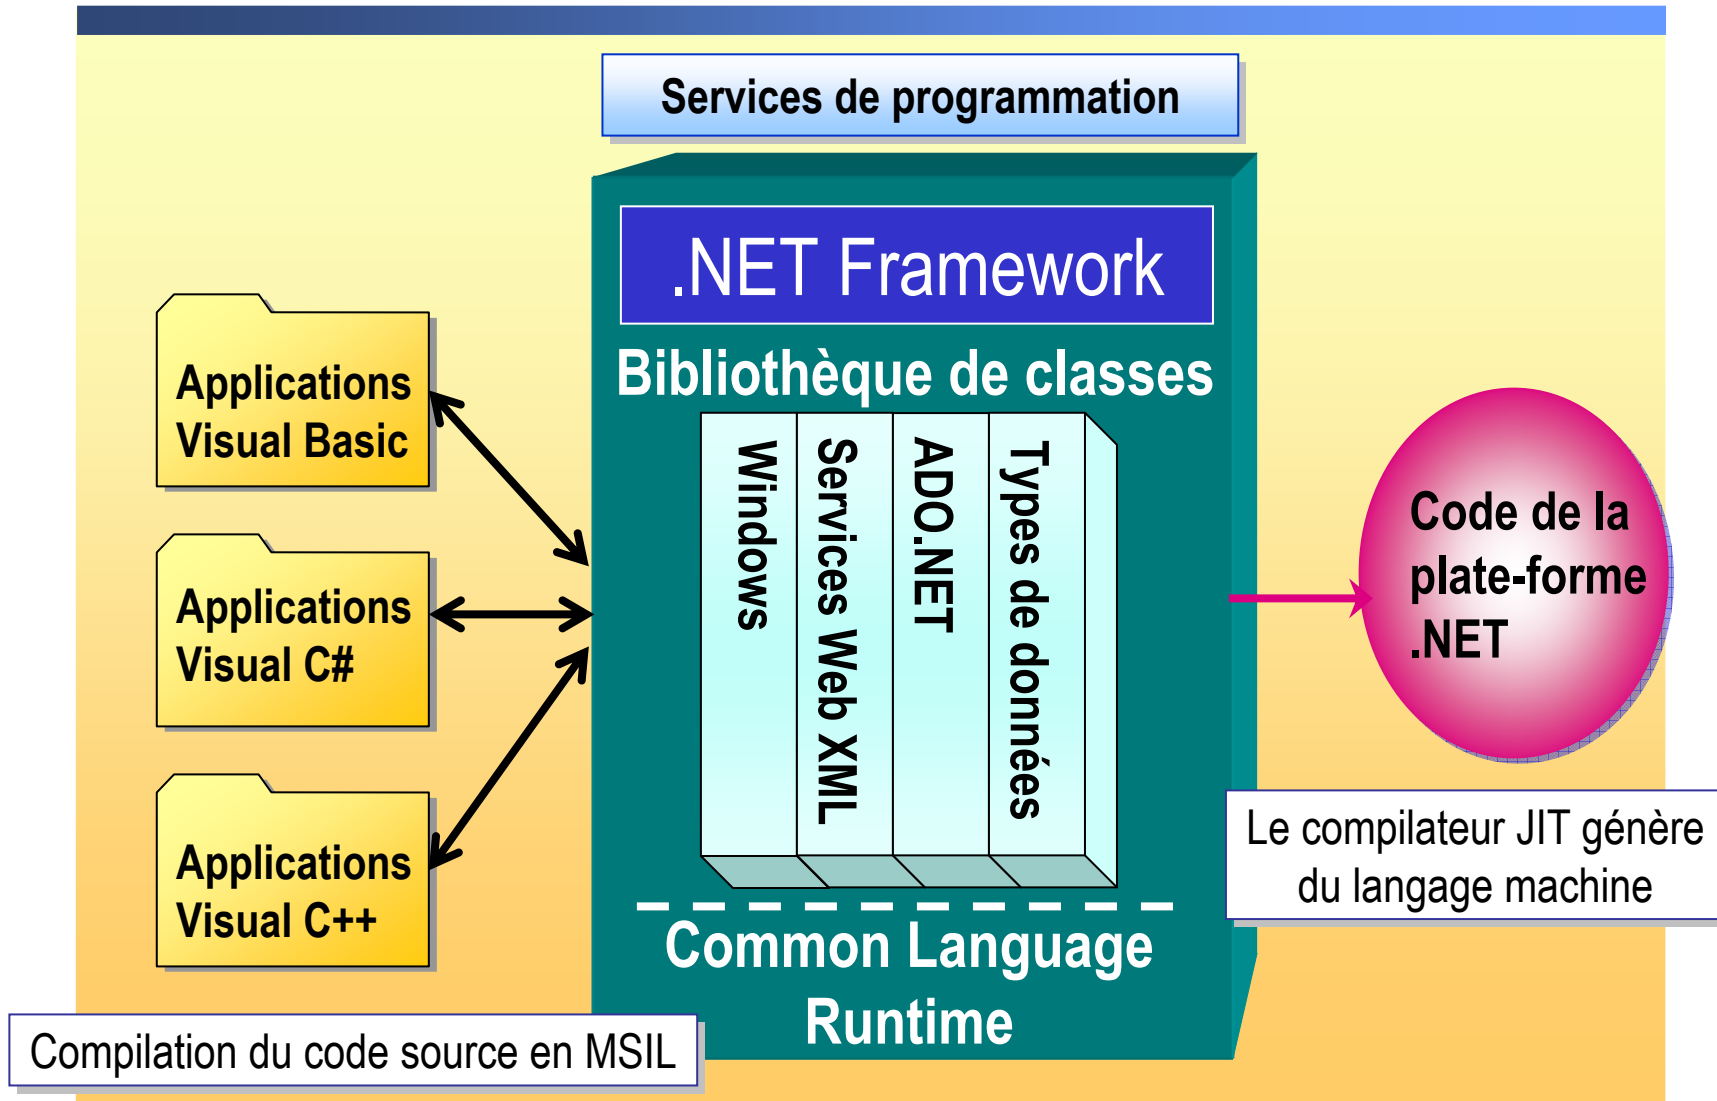 Services de programmation
.NET Framework
Bibliothèque de classes
Applications
Visual Basic
Applications
Visual C#
Applications
Visual C++
Windows
Services Web XML
ADO.NET
Types de données
Code de la
plate-forme
.NET
Le compilateur JIT génère
du langage machine
Common Language
Runtime
Compilation du code source en MSIL